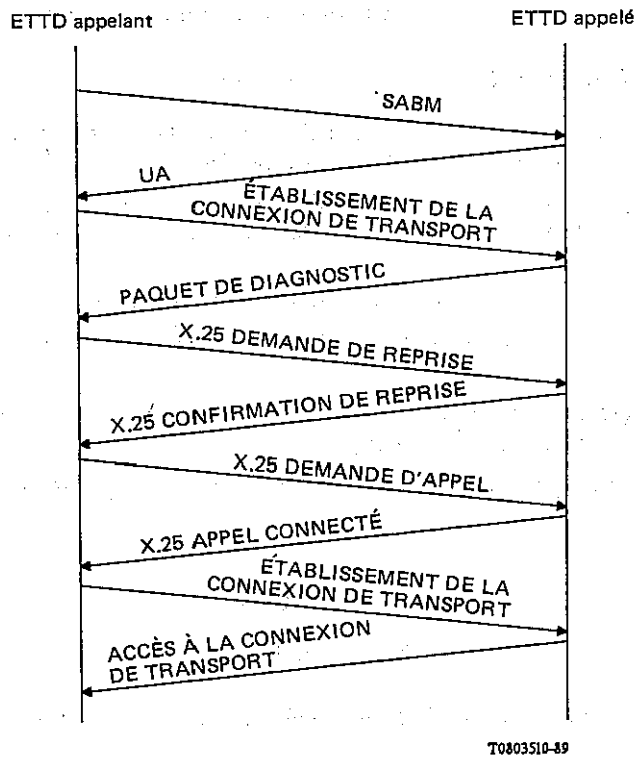 ETTD appelant
ETTD appelé
SABM
UA
ÉTABLISSEMENT DE LA
CONNEXION DE TRANSPORT
PAQUET DE DIAGNOSTIC
X.25 DEMANDE DE REPRISE
X.25 CONFIRMATION DE REPRISE
X.25 DEMANDE D'APPEL
X.25 APPEL CONNECTÉ
ÉTABLISSEMENT DE LA
CONNEXION DE TRANSPORT
ACCÈS À LA CONNEXION
DE TRANSPORT
T0803510-89